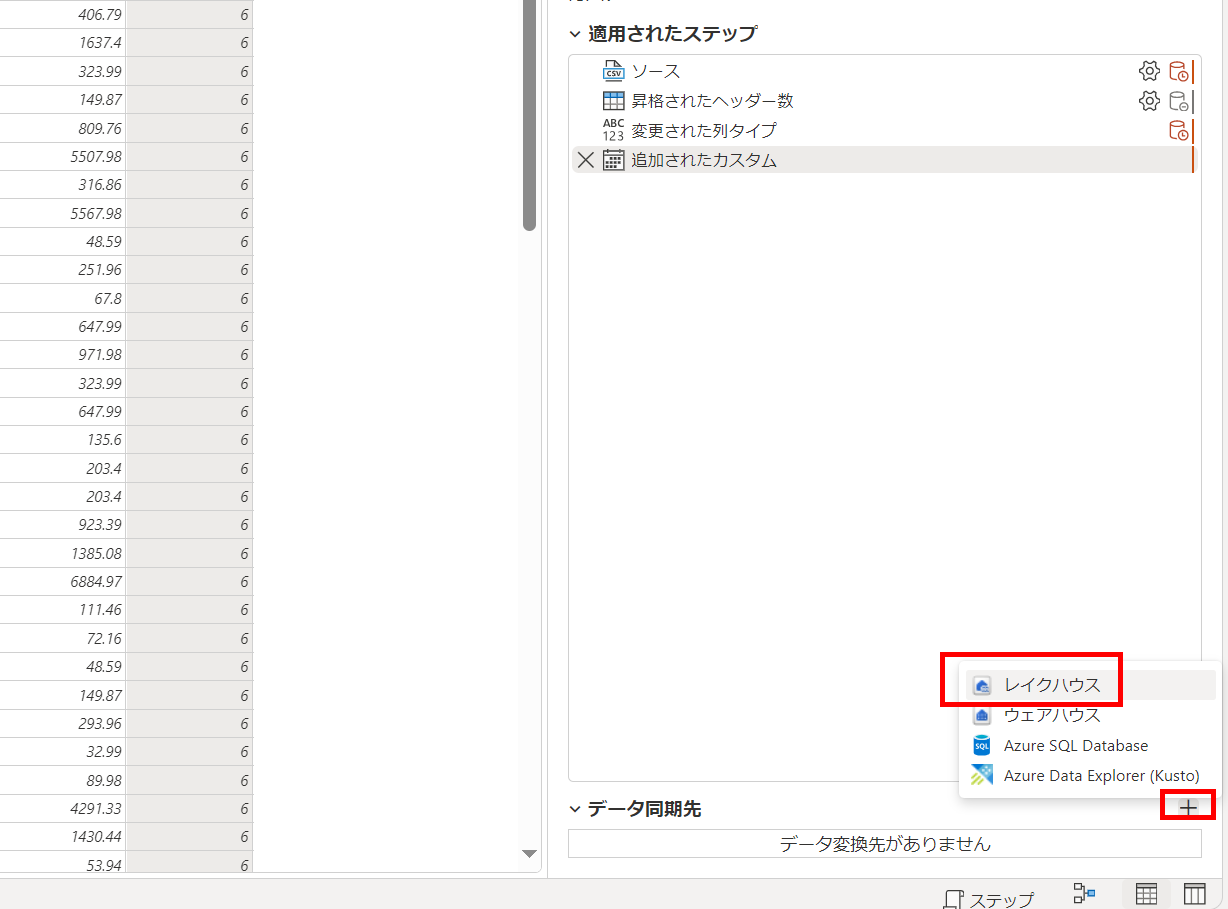 406.79 6
1637.4 6
323.99 6
149.87 6
809.76 6
5507.98 6
316.86 6
5567.98 6
48.59 6
251.96 6
67.8 6
647.99 6
971.98 6
323.99 6
647.99 6
135.6 6
203.4 6
203.4 6
923.39 6
1385.08 6
6884.97 6
111.46 6
72.16 6
48.59 6
149.87 6
293.96 6
32.99 6
89.98 6
4291.33 6
1430.44 6
53.94 6
適用されたステップ
CSV ソース
昇格されたヘッダー数
ABC
123 変更された列タイプ
追加されたカスタム
レイクハウス
ウェアハウス
SQL Azure SQL Database
Azure Data Explorer (Kusto)
データ同期先
データ変換先がありません
ステップ